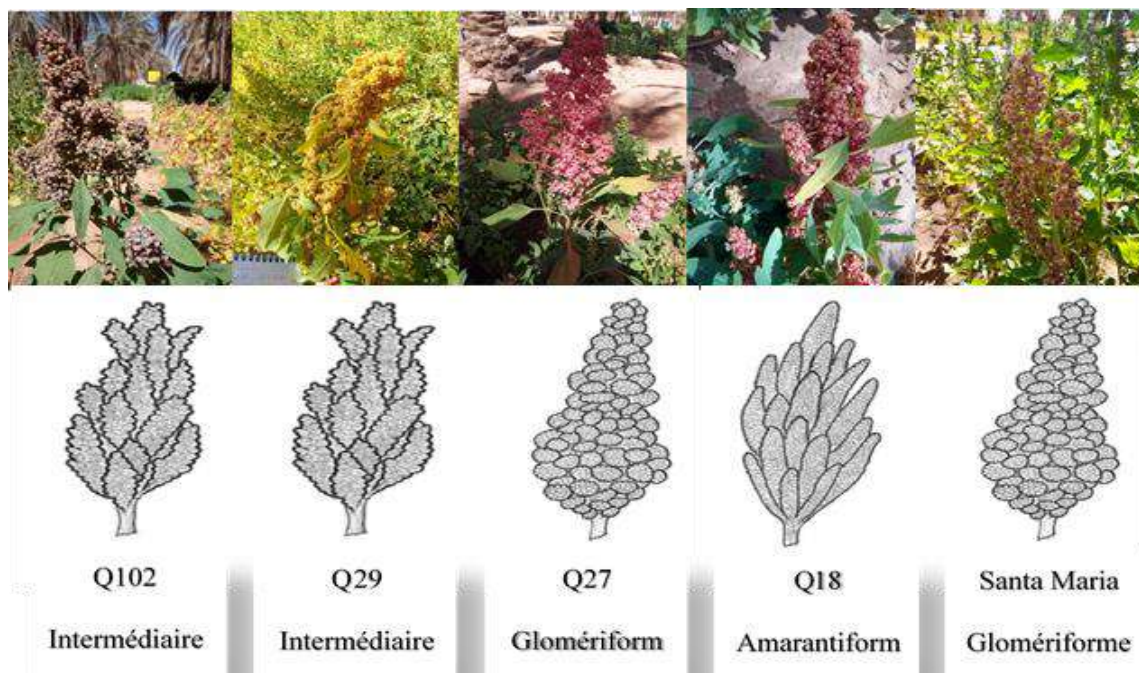 Q102 Q29 Q27 Q18 Santa Maria
Intermédiaire Intermédiaire Glomériform Amarantiform Glomériforme